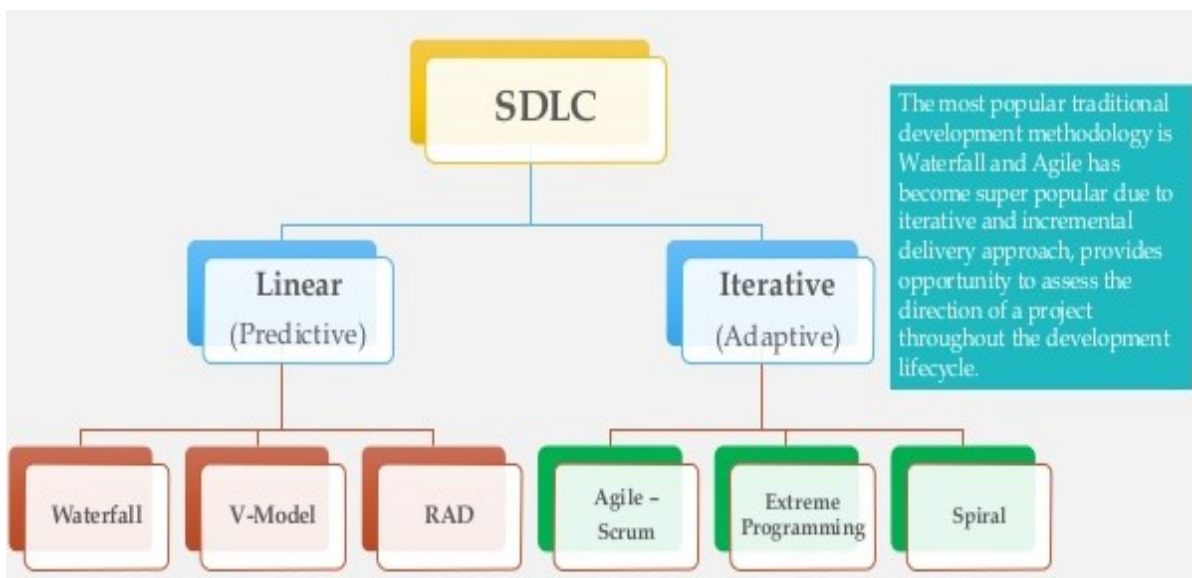 SDLC
The most popular traditional
development methodology is
Waterfall and Agile has
become super popular due to
iterative and incremental
delivery approach, provides
opportunity to assess the
direction of a project
throughout the development
lifecycle.
Linear
(Predictive)
Iterative
(Adaptive)
Waterfall
V-Model
RAD
Agile –
Scrum
Extreme
Programming
Spiral